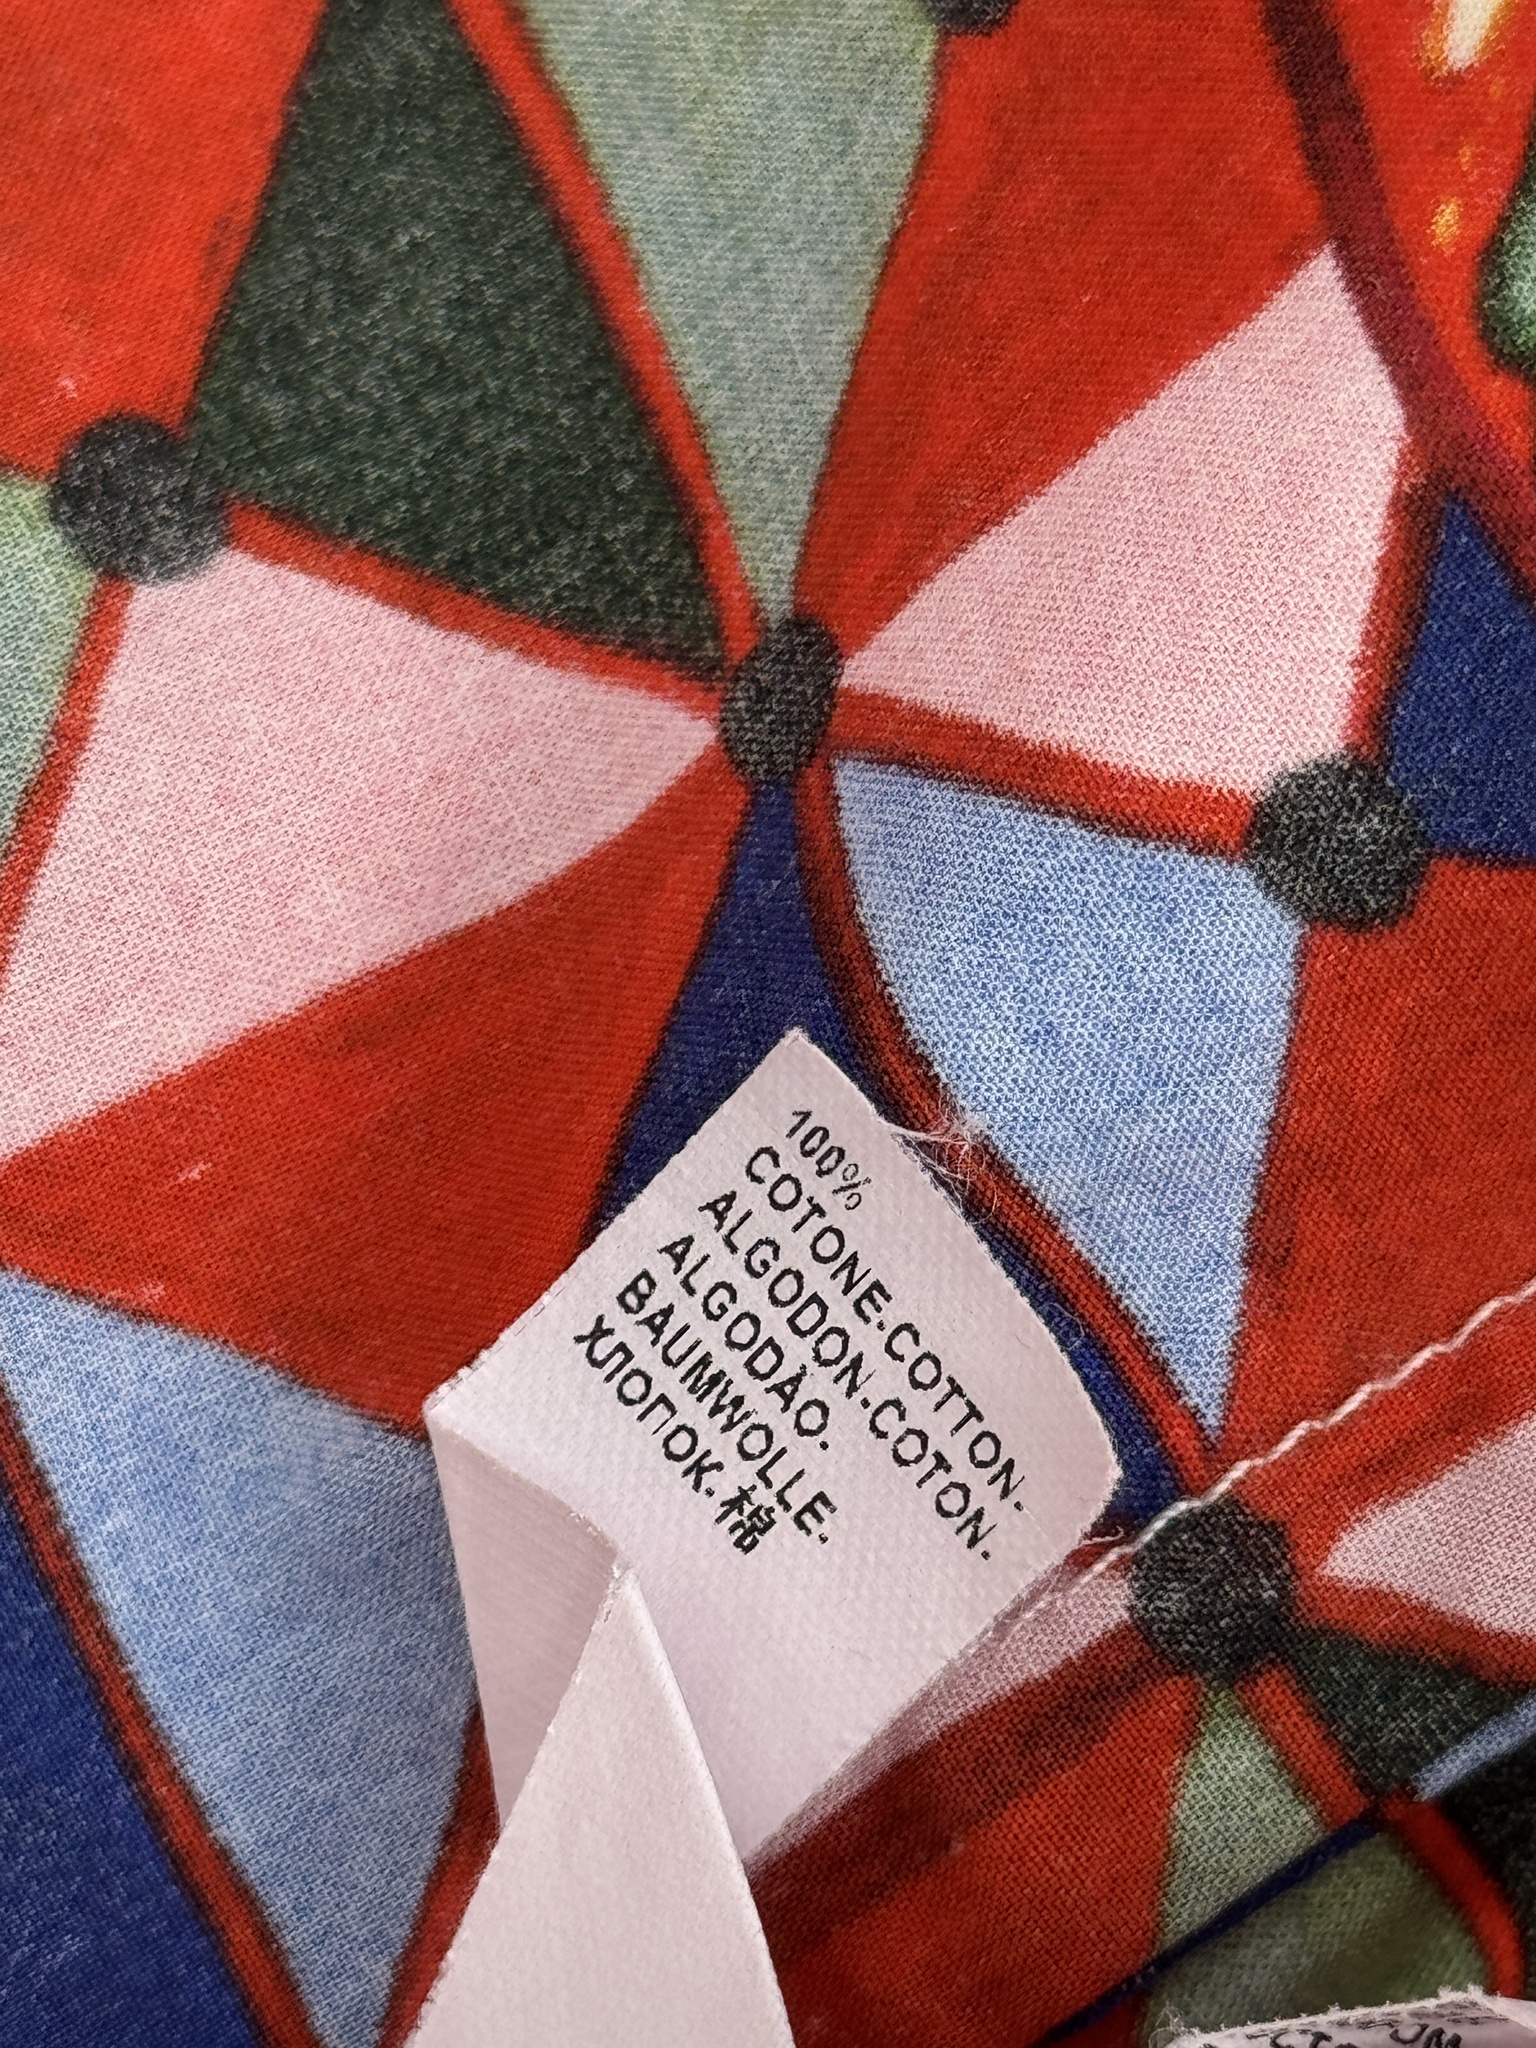 100%
COTONE.COTTON.
ALGODON.COTON.
ALGODÃO.
BAUMWOLLE.
ХЛОПОК.棉